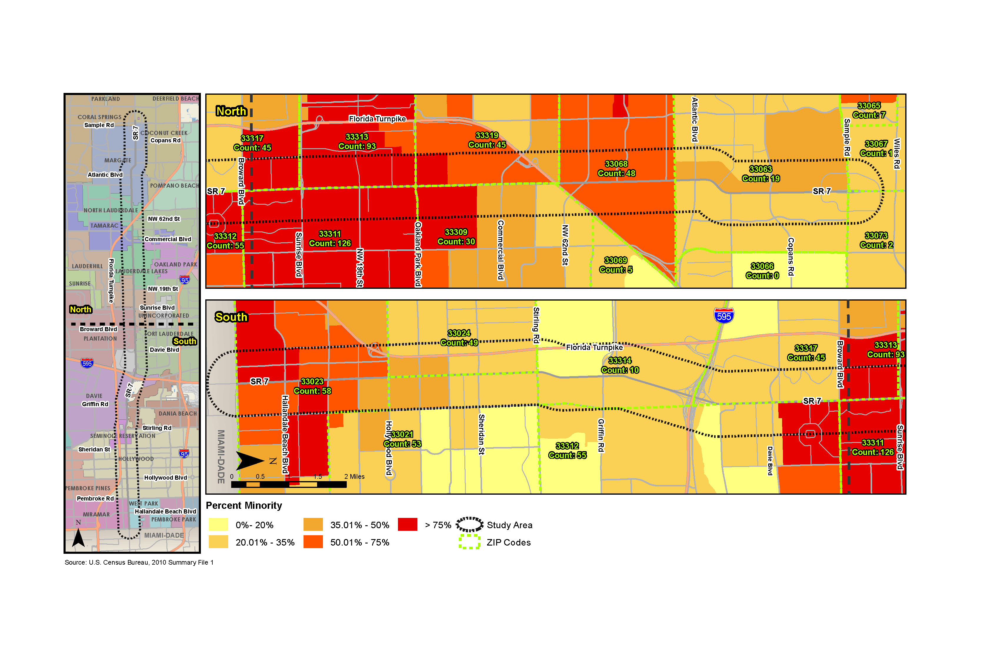 PARKLAND
DEERFIELD BEACH
CORAL SPRINGS
Sample Rd
SR 7
COCONUT CREEK
Copans Rd
MARGATE
Atlantic Blvd
POMPANO BEACH
NORTH LAUDERDALE
NW 62nd St
TAMARAC
Commercial Blvd
Florida Turnpike
LAUDERHILL
OAKLAND PARK
LAUDERDALE LAKES
95
SUNRISE
NW 19th St
North
Sunrise Blvd
UNINCORPORATED
Broward Blvd
PLANTATION
FORT LAUDERDALE
South
Davie Blvd
595
SR 7
DAVIE
Griffin Rd
DANIA BEACH
Stirling Rd
SEMINOLE RESERVATION
Sheridan St
95
HOLLYWOOD
Hollywood Blvd
PEMBROKE PINES
Pembroke Rd
WEST PARK
MIRAMAR
Hallandale Beach Blvd
PEMBROKE PARK
N
MIAMI-DADE
North
Florida Turnpike
33317
Count: 45
33313
Count: 93
33319
Count: 45
33068
Count: 48
33063
Count: 19
33065
Count: 7
33067
Count: 1
Broward Blvd
Atlantic Blvd
Sample Rd
Wiles Rd
SR 7
SR 7
33312
Count: 55
33311
Count: 126
33309
Count: 30
33069
Count: 5
33066
Count: 0
33073
Count: 2
Sunrise Blvd
NW 19th St
Oakland Park Blvd
Commercial Blvd
NW 62nd St
Copans Rd
South
Stirling Rd
595
33024
Count: 49
Florida Turnpike
33314
Count: 10
33317
Count: 45
Broward Blvd
33313
Count: 93
SR 7
33023
Count: 58
SR 7
MIAMI-DADE
Hallandale Beach Blvd
Hollywood Blvd
33021
Count: 53
Sheridan St
33312
Count: 55
Griffin Rd
Davie Blvd
33311
Count: 126
Sunrise Blvd
N
0 0.5 1 1.5 2 Miles
Percent Minority
0%- 20%
35.01% - 50%
> 75%
Study Area
20.01% - 35%
50.01% - 75%
ZIP Codes
Source: U.S. Census Bureau, 2010 Summary File 1